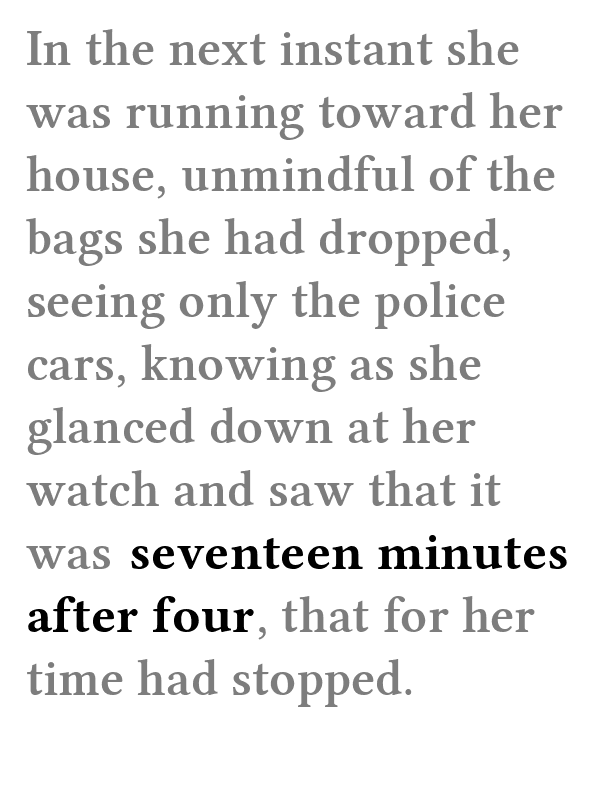 In the next instant she
was running toward her
house, unmindful of the
bags she had dropped,
seeing only the police
cars, knowing as she
glanced down at her
watch and saw that it
was seventeen minutes
after four, that for her
time had stopped.